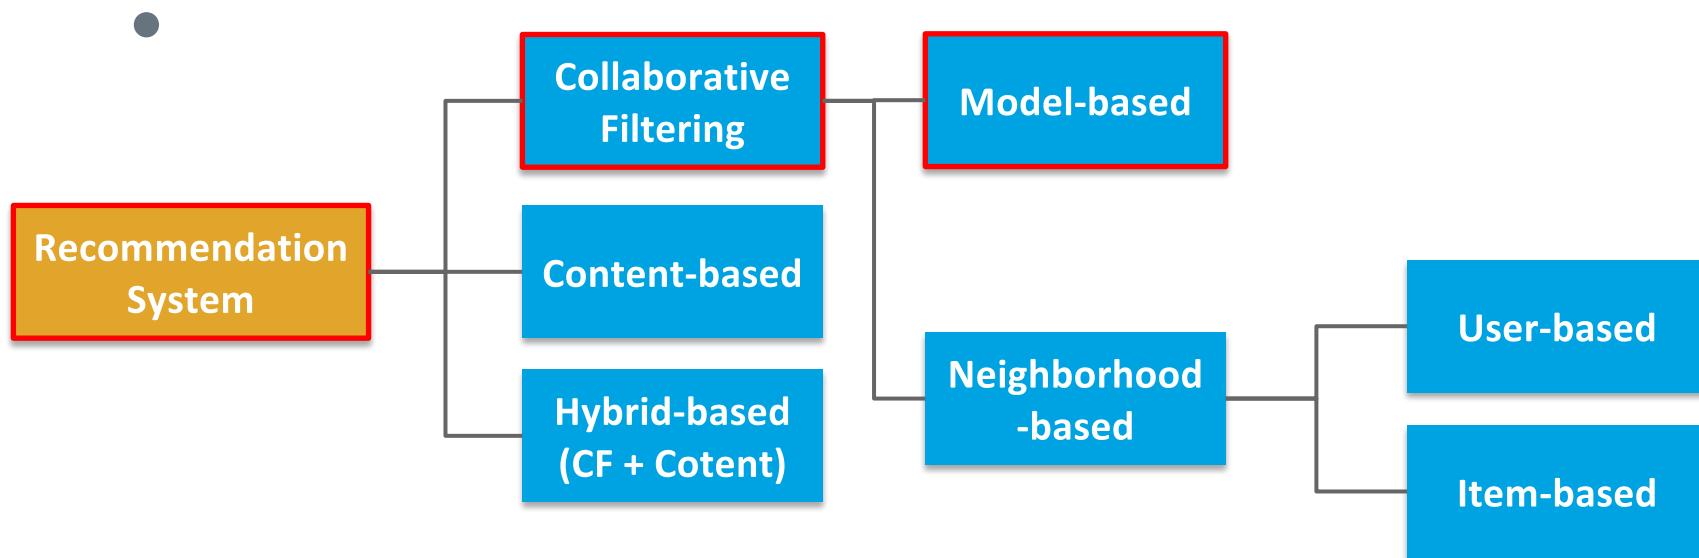 Collaborative
Filtering
Model-based
Recommendation
System
Content-based
Neighborhood
-based
User-based
Hybrid-based
(CF + Cotent)
Item-based